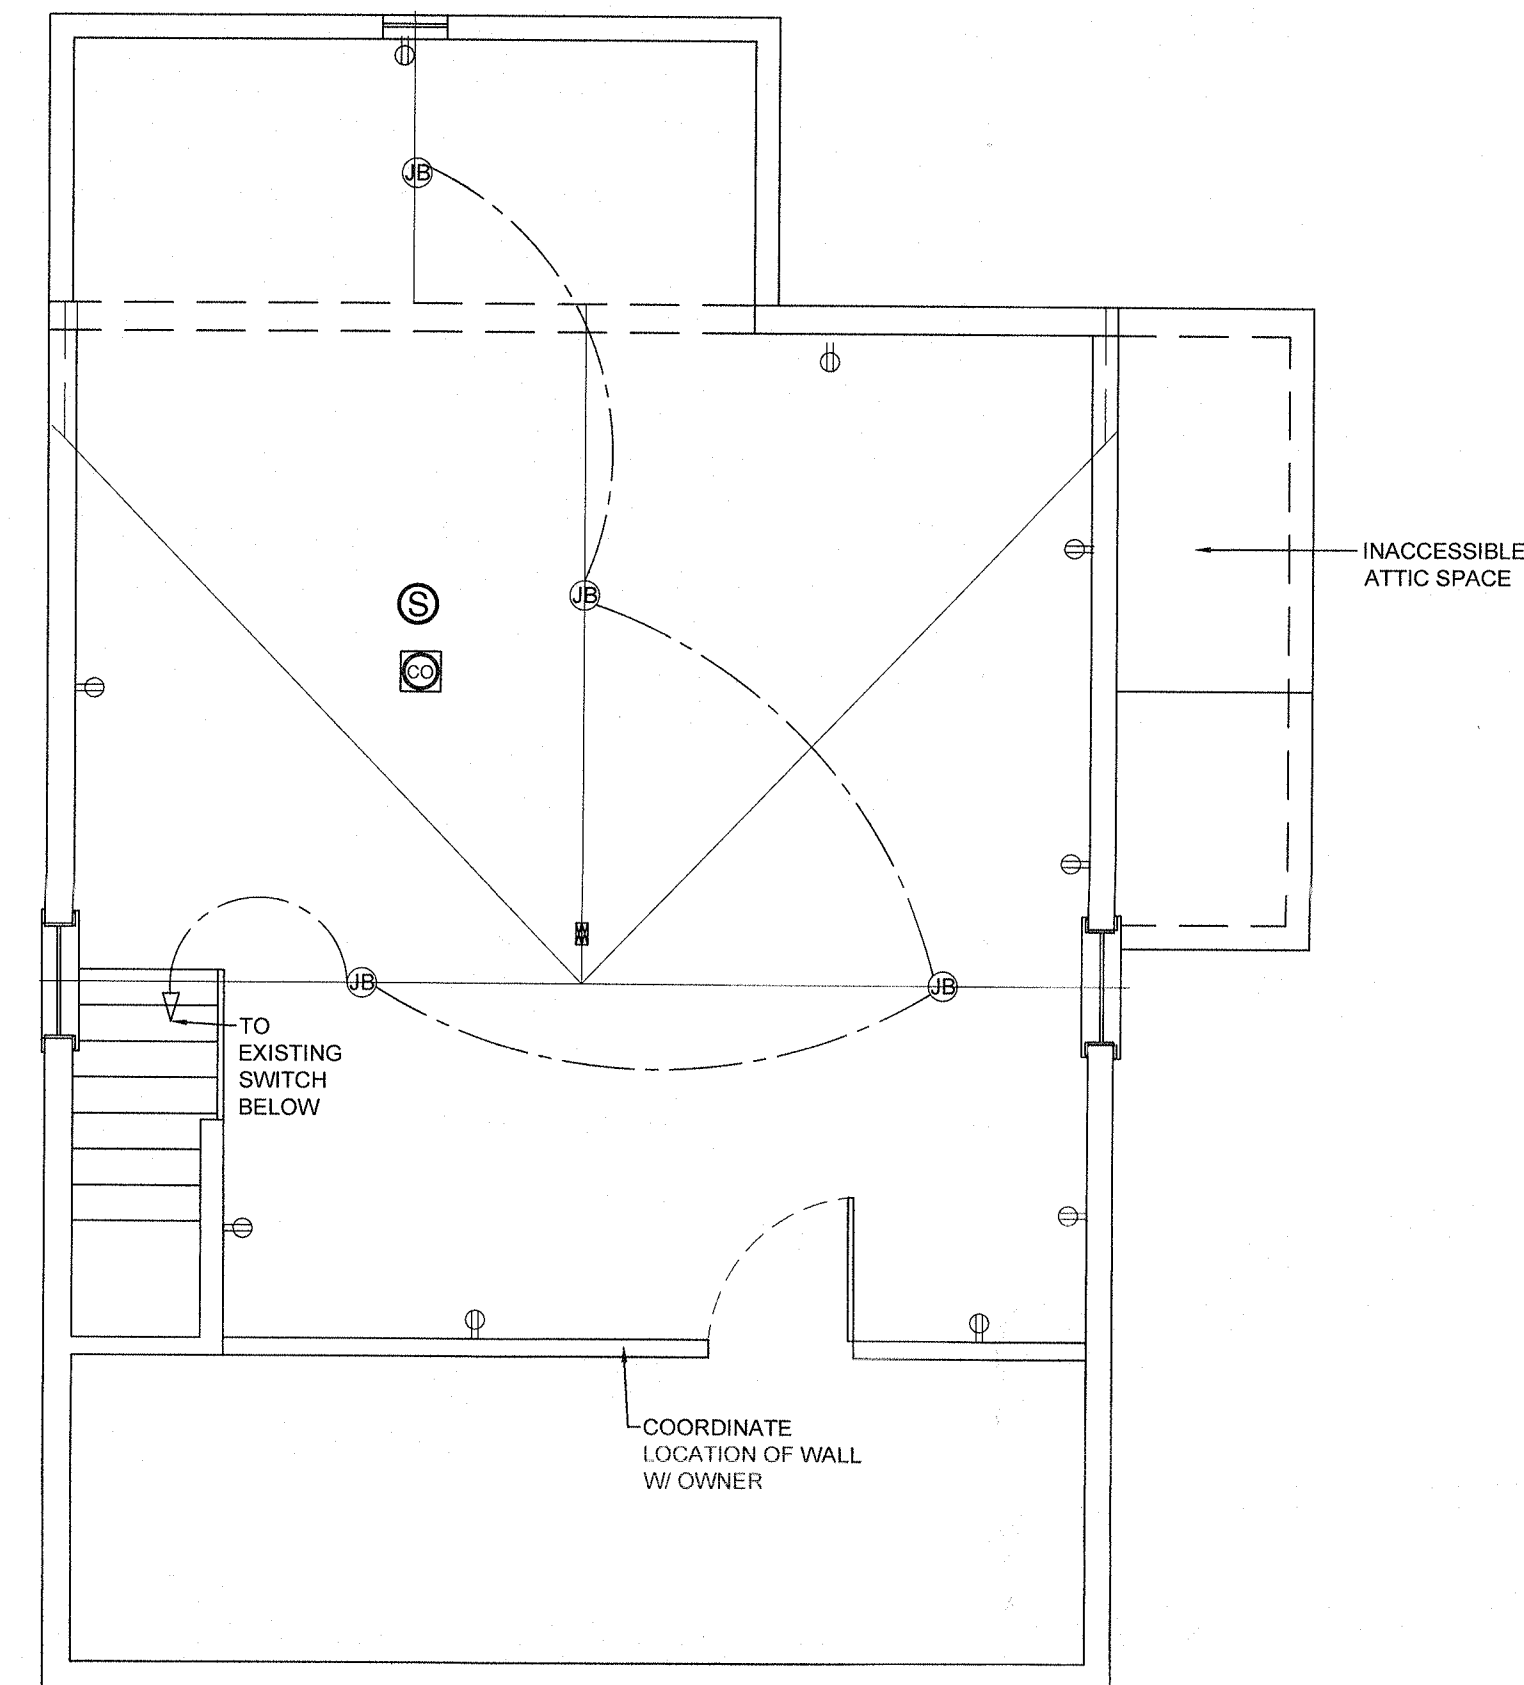 JB
INACCESSIBLE
ATTIC SPACE
JB
S
CO
JB
JB
TO
EXISTING
SWITCH
BELOW
COORDINATE
LOCATION OF WALL
W/ OWNER